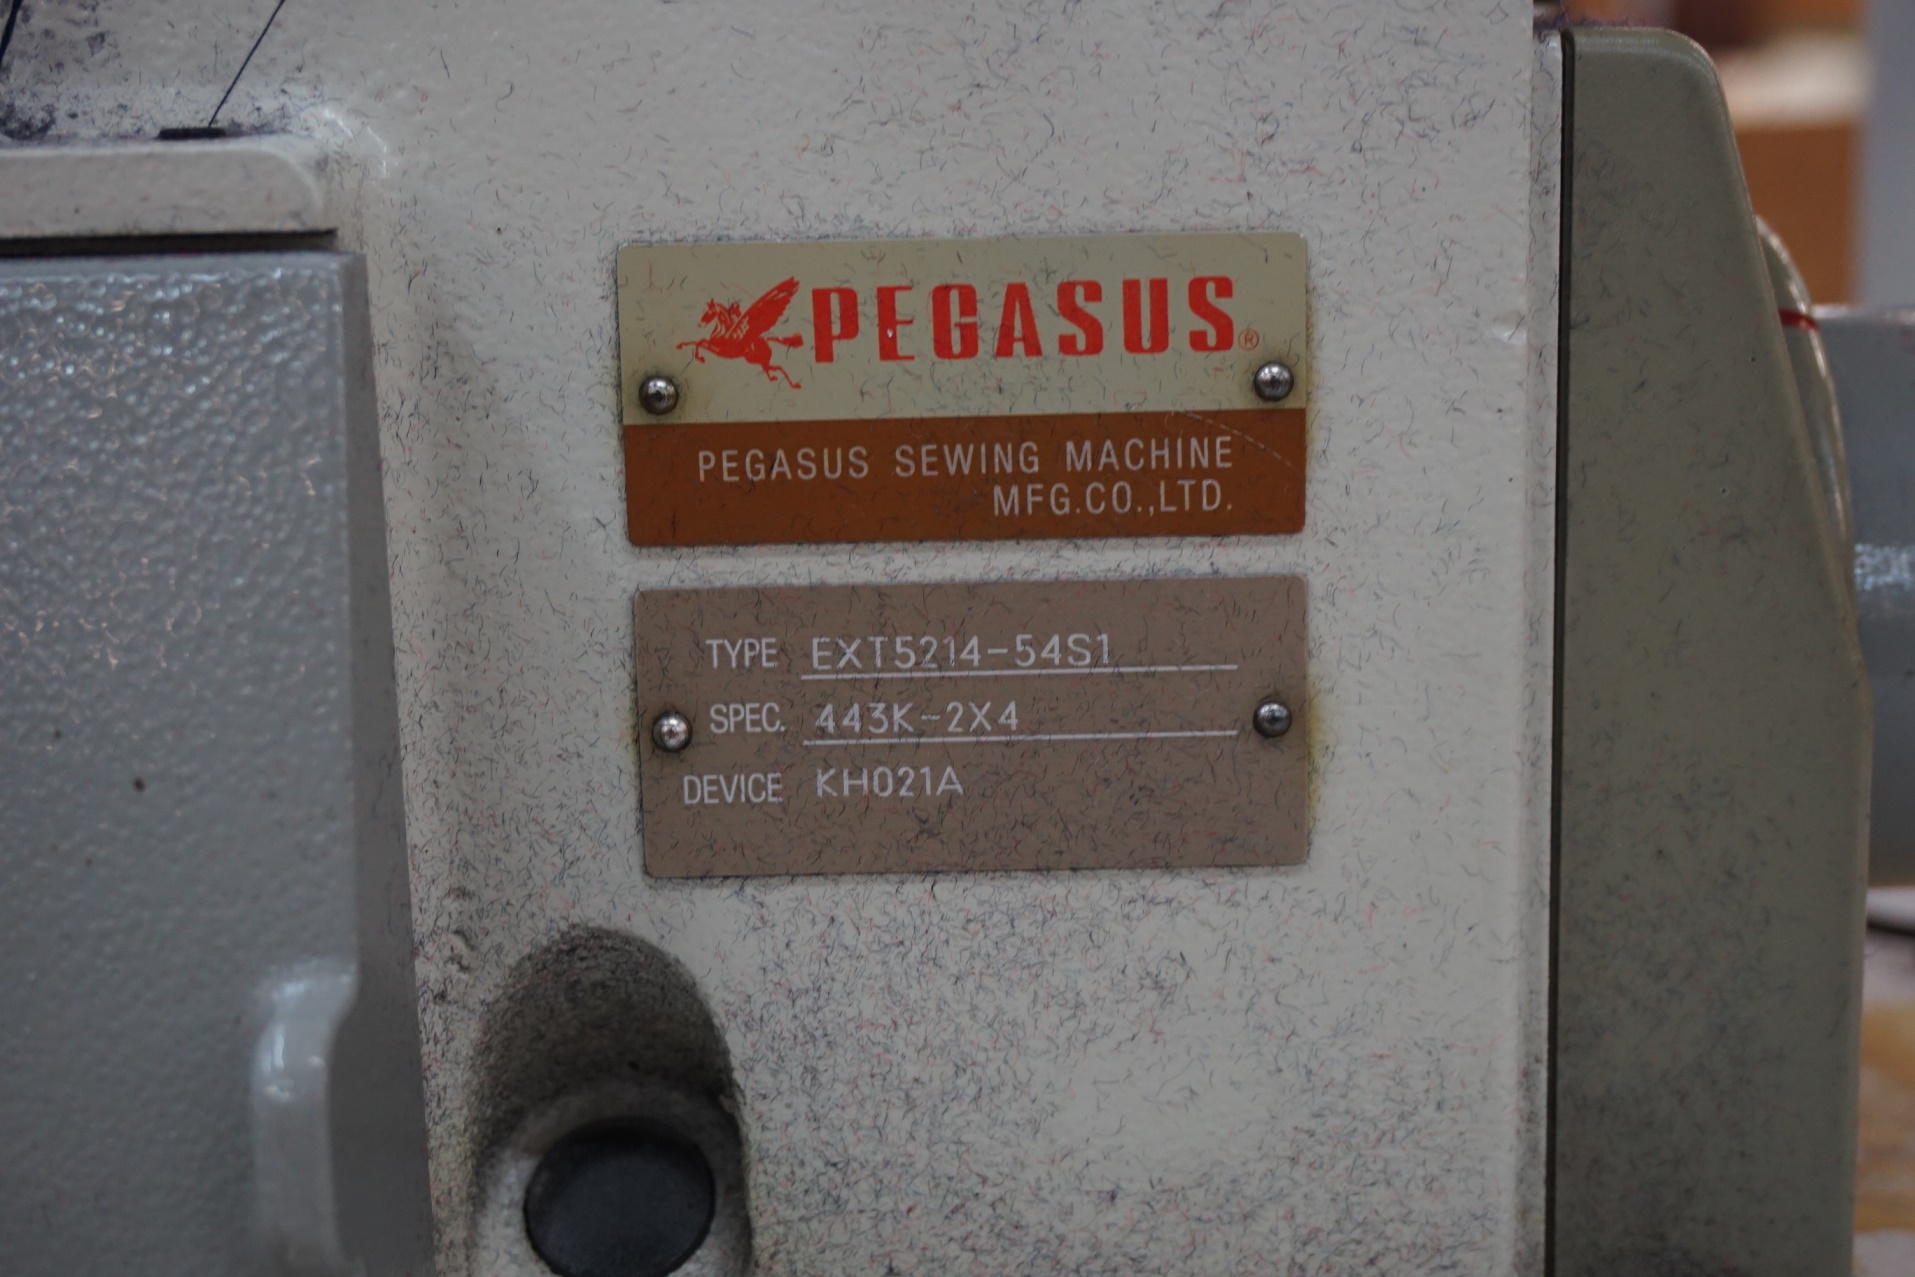 PEGASUS®
PEGASUS SEWING MACHINE
MFG.CO.,LTD.
TYPE EXT5214-54S1
SPEC. 443K-2X4
DEVICE KH021A